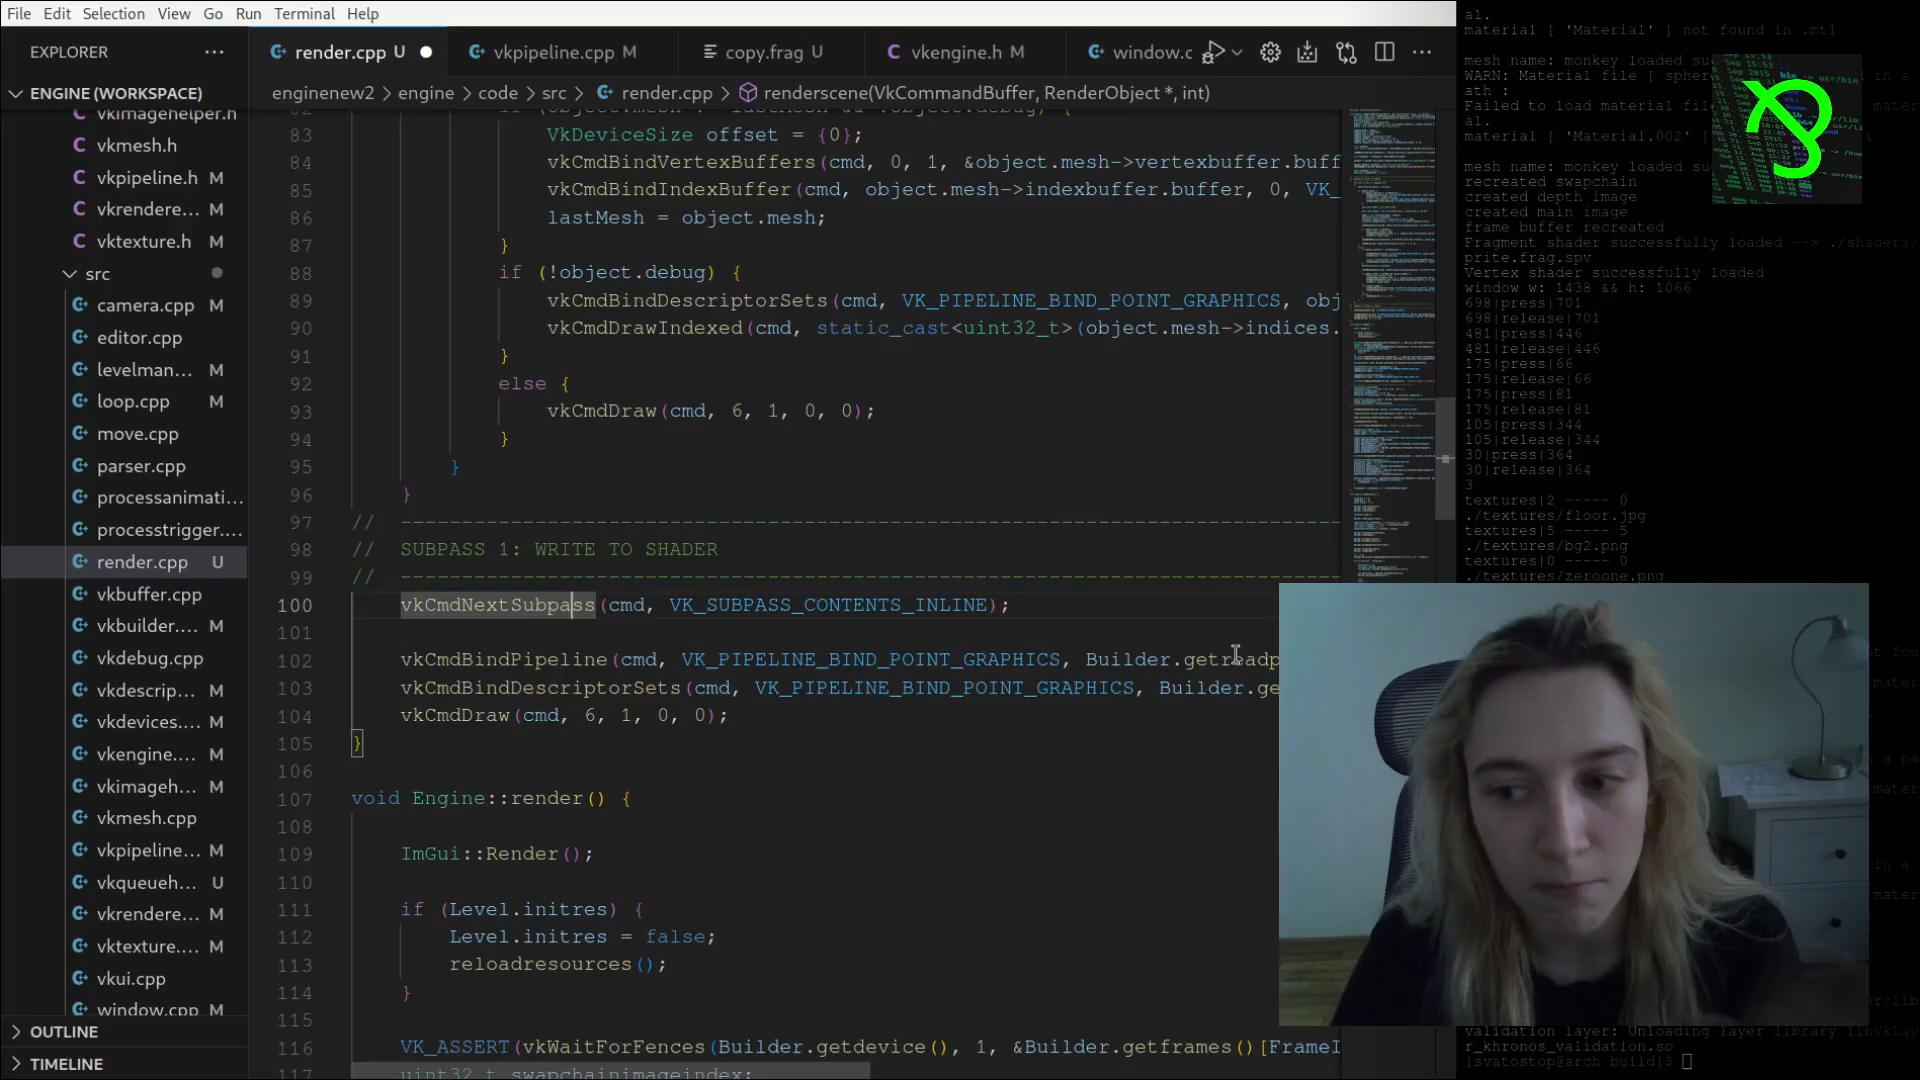 File Edit Selection View Go Run Terminal Help
EXPLORER
ENGINE (WORKSPACE)
vkimagehelper.h
vkmesh.h
vkpipeline.h M
vkrendere... M
vktexture.h M
src
camera.cpp M
editor.cpp
levelman... M
loop.cpp M
move.cpp
parser.cpp
processanimati...
processtrigger....
render.cpp U
vkbuffer.cpp
vkbuilder.... M
vkdebug.cpp
vkdescrip... M
vkdevices.... M
vkengine.... M
vkimageh... M
vkmesh.cpp
vkpipeline... M
vkqueueh... U
vkrendere... M
vktexture.... M
vkui.cpp
window.cpp M
OUTLINE
TIMELINE
render.cpp U vkpipeline.cpp M copy.frag U vkengine.h M window.c
enginenew2 > engine > code > src > render.cpp > renderscene(VkCommandBuffer, RenderObject *, int)
83 VkDeviceSize offset = {0};
84 vkCmdBindVertexBuffers(cmd, 0, 1, &object.mesh->vertexbuffer.buff
85 vkCmdBindIndexBuffer(cmd, object.mesh->indexbuffer.buffer, 0, VK_
86 lastMesh = object.mesh;
87 }
88 if (!object.debug) {
89 vkCmdBindDescriptorSets(cmd, VK_PIPELINE_BIND_POINT_GRAPHICS, obj
90 vkCmdDrawIndexed(cmd, static_cast<uint32_t>(object.mesh->indices.
91 }
92 else {
93 vkCmdDraw(cmd, 6, 1, 0, 0);
94 }
95 }
96 }
97 // ------------------------------------------------------------------------------
98 // SUBPASS 1: WRITE TO SHADER
99 // ------------------------------------------------------------------------------
100 vkCmdNextSubpass(cmd, VK_SUBPASS_CONTENTS_INLINE);
101
102 vkCmdBindPipeline(cmd, VK_PIPELINE_BIND_POINT_GRAPHICS, Builder.getreadp
103 vkCmdBindDescriptorSets(cmd, VK_PIPELINE_BIND_POINT_GRAPHICS, Builder.ge
104 vkCmdDraw(cmd, 6, 1, 0, 0);
105 }
106
107 void Engine::render() {
108
109 ImGui::Render();
110
111 if (Level.initres) {
112 Level.initres = false;
113 reloadresources();
114 }
115
116 VK_ASSERT(vkWaitForFences(Builder.getdevice(), 1, &Builder.getframes()[FrameI
117 uint32_t swapchainimageindex;
al.
material [ 'Material' ] not found in .mtl
mesh name: monkey loaded su
WARN: Material file [ spher
ath :
Failed to load material fil
al.
material [ 'Material.002' ]
mesh name: monkey loaded su
recreated swapchain
created depth image
created main image
frame buffer recreated
Fragment shader successfully loaded --> ./shaders/
prite.frag.spv
Vertex shader successfully loaded
window w: 1438 && h: 1066
698|press|701
698|release|701
481|press|446
481|release|446
175|press|66
175|release|66
175|press|81
175|release|81
105|press|344
105|release|344
30|press|364
30|release|364
3
textures|2 ----- 0
./textures/floor.jpg
textures|5 ----- 5
./textures/bg2.png
textures|0 ----- 0
./textures/zeroone.png
validation layer: Unloading layer library libVkLay
r_khronos_validation.so
[svatostop@arch build]$